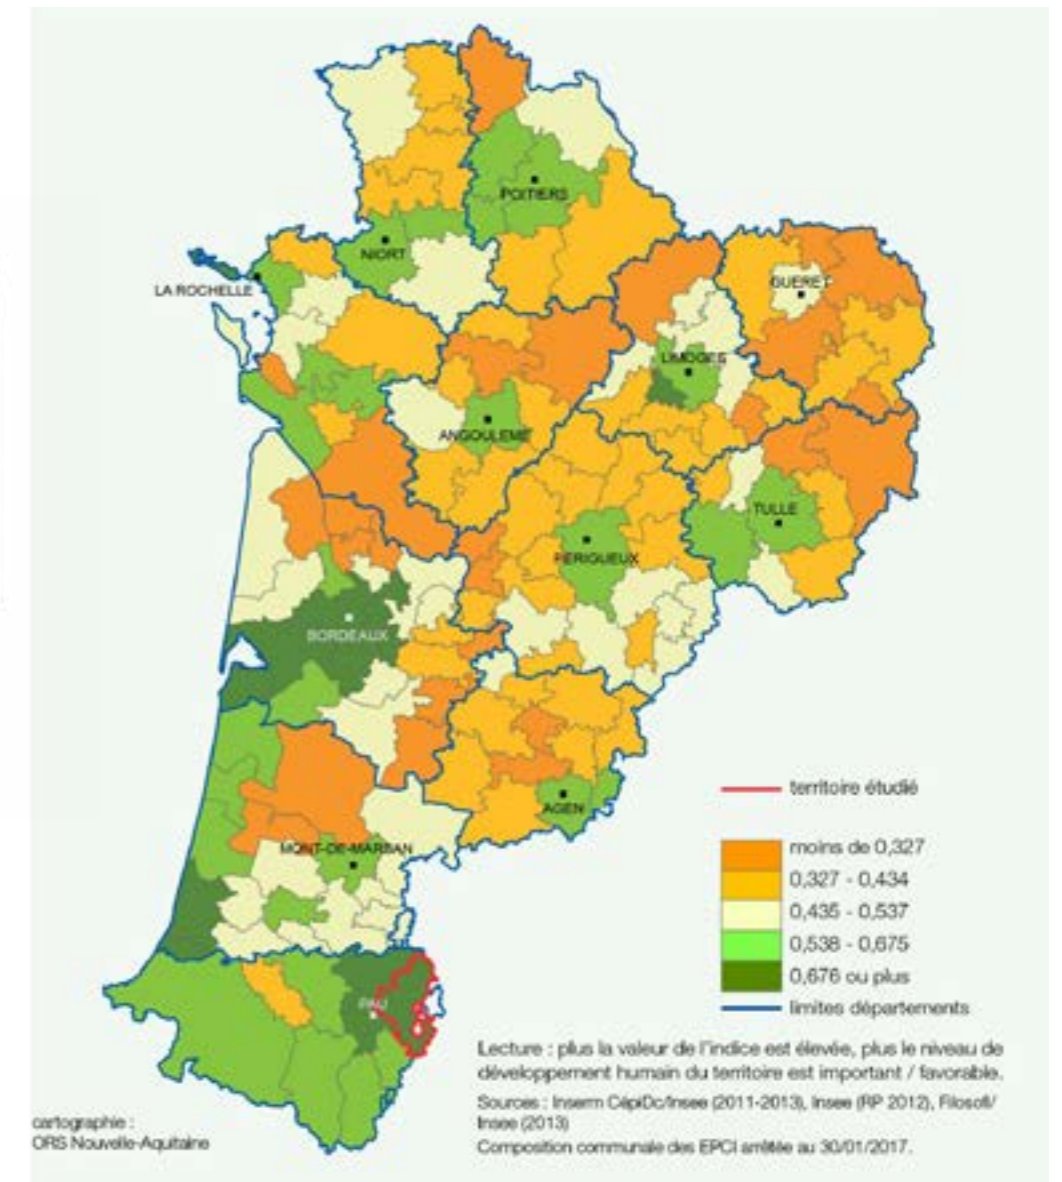 POITIERS
NIORT
LA ROCHELLE
GUERET
LIMOGES
ANGOULEME
TULLE
PERIGUEUX
BORDEAUX
AGEN
MONT-DE-MARSAN
PAU
territoire étudié
moins de 0,327
0,327 - 0,434
0,435 - 0,537
0,538 - 0,675
0,676 ou plus
limites départements
Lecture : plus la valeur de l'indice est élevée, plus le niveau de
développement humain du territoire est important / favorable.
Sources : Inserm CépiDc/Insee (2011-2013), Insee (RP 2012), Filosofi/
Insee (2013)
Composition communale des EPCI arrêtée au 30/01/2017.
cartographie :
ORS Nouvelle-Aquitaine